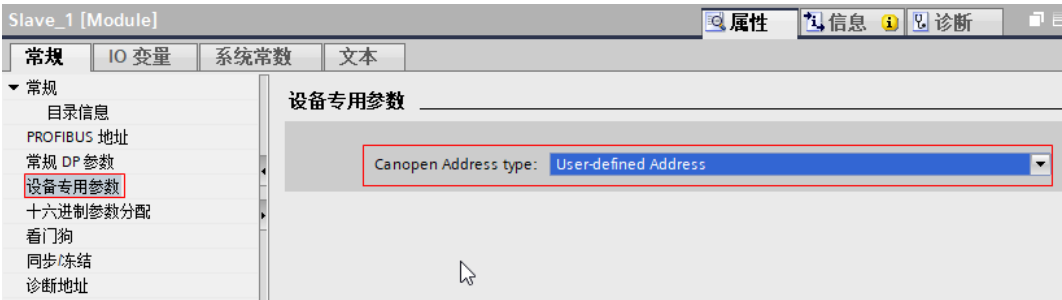 Slave_1 [Module]
属性 信息 诊断
常规 IO 变量 系统常数 文本
常规
目录信息
PROFIBUS 地址
常规 DP 参数
设备专用参数
十六进制参数分配
看门狗
同步/冻结
诊断地址
设备专用参数
Canopen Address type: User-defined Address